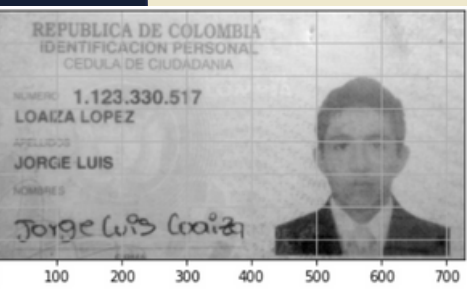 REPUBLICA DE COLOMBIA
IDENTIFICACION PERSONAL
CEDULA DE CIUDADANIA
NUMERO 1.123.330.517
LOAIZA LOPEZ
APELLIDOS
JORGE LUIS
NOMBRES
Jorge Luis Loaiza
100 200 300 400 500 600 700